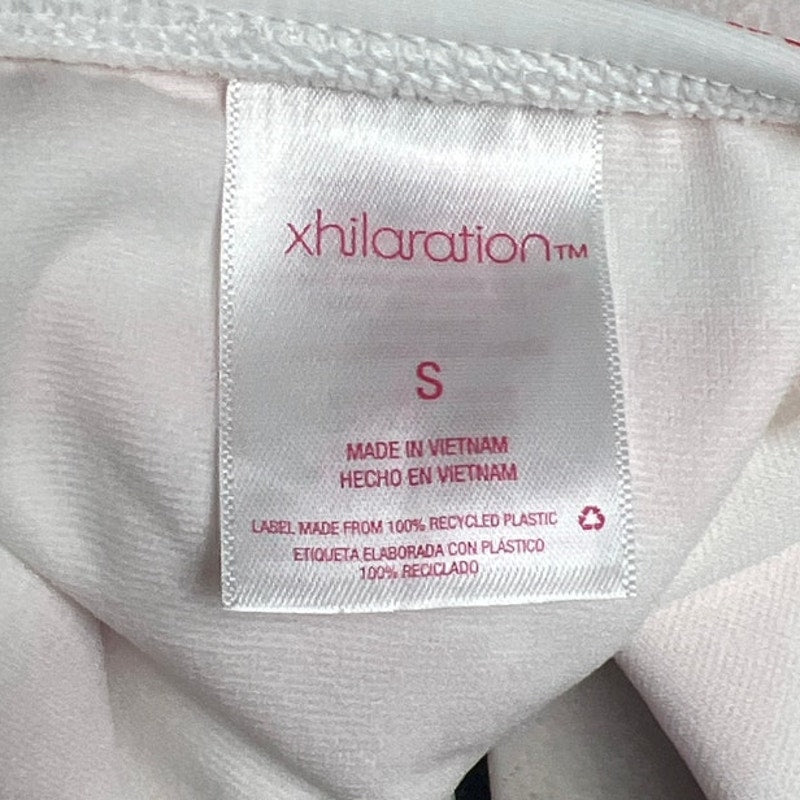 xhilaration™
S
MADE IN VIETNAM
HECHO EN VIETNAM
LABEL MADE FROM 100% RECYCLED PLASTIC
ETIQUETA ELABORADA CON PLÁSTICO
100% RECICLADO